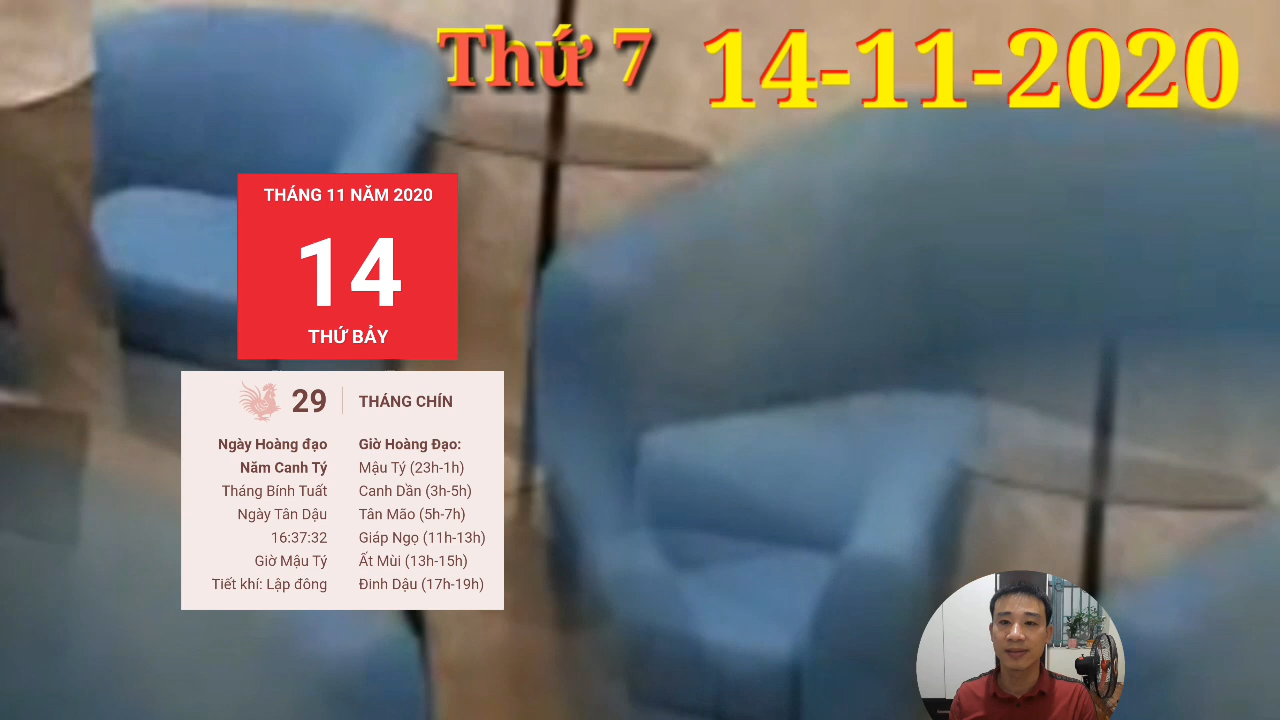 Thứ 7 14-11-2020
THÁNG 11 NĂM 2020
14
THỨ BẢY
29 THÁNG CHÍN
Ngày Hoàng đạo
Năm Canh Tý
Tháng Bính Tuất
Ngày Tân Dậu
16:37:32
Giờ Mậu Tý
Tiết khí: Lập đông
Giờ Hoàng Đạo:
Mậu Tý (23h-1h)
Canh Dần (3h-5h)
Tân Mão (5h-7h)
Giáp Ngọ (11h-13h)
Ất Mùi (13h-15h)
Đinh Dậu (17h-19h)